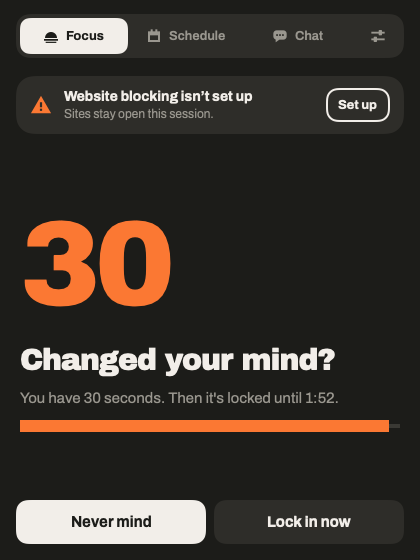 Focus
Schedule
Chat
Website blocking isn’t set up
Sites stay open this session.
Set up
30
Changed your mind?
You have 30 seconds. Then it's locked until 1:52.
Never mind
Lock in now